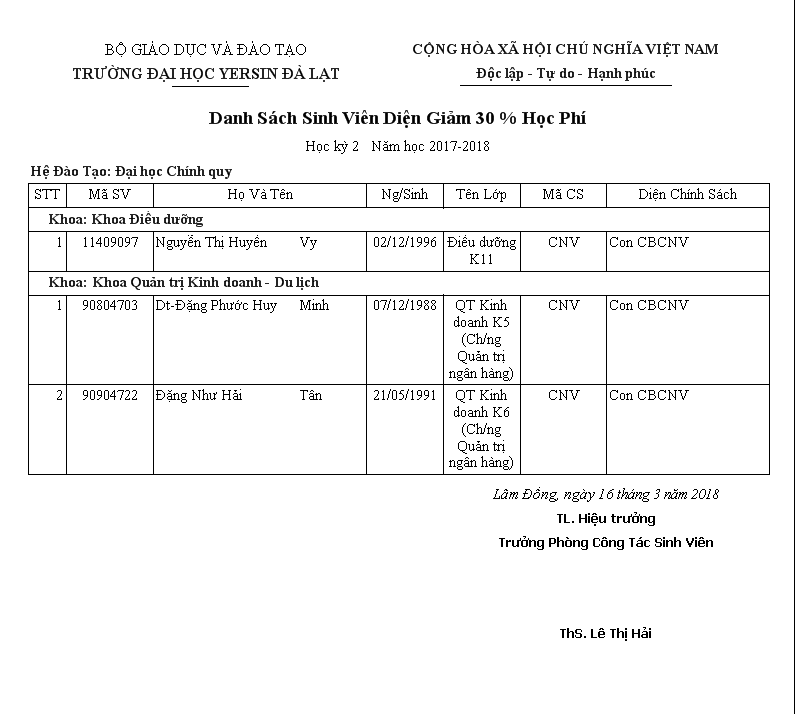 BỘ GIÁO DỤC VÀ ĐÀO TẠO
TRƯỜNG ĐẠI HỌC YERSIN ĐÀ LẠT
CỘNG HÒA XÃ HỘI CHỦ NGHĨA VIỆT NAM
Độc lập - Tự do - Hạnh phúc
Danh Sách Sinh Viên Diện Giảm 30 % Học Phí
Học kỳ 2 Năm học 2017-2018
Hệ Đào Tạo: Đại học Chính quy
STT Mã SV Họ Và Tên Ng/Sinh Tên Lớp Mã CS Diện Chính Sách
Khoa: Khoa Điều dưỡng
1 11409097 Nguyễn Thị Huyền Vy 02/12/1996 Điều dưỡng CNV Con CBCNV
K11
Khoa: Khoa Quản trị Kinh doanh - Du lịch
1 90804703 Dt-Đặng Phước Huy Minh 07/12/1988 QT Kinh CNV Con CBCNV
doanh K5
(Ch/ng
Quản trị
ngân hàng)
2 90904722 Đặng Như Hải Tân 21/05/1991 QT Kinh CNV Con CBCNV
doanh K6
(Ch/ng
Quản trị
ngân hàng)
Lâm Đồng, ngày 16 tháng 3 năm 2018
TL. Hiệu trưởng
Trưởng Phòng Công Tác Sinh Viên
ThS. Lê Thị Hải